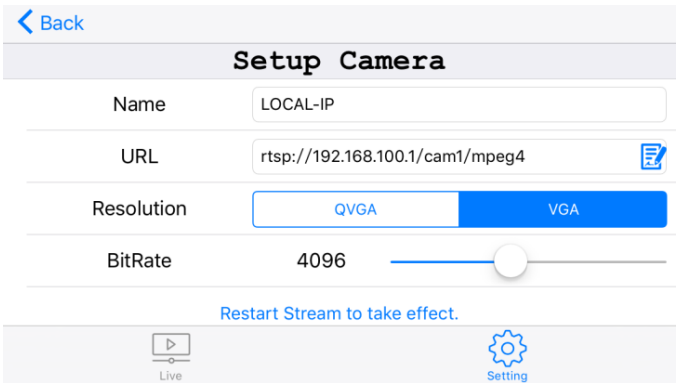 Back
Setup Camera
Name LOCAL-IP
URL rtsp://192.168.100.1/cam1/mpeg4
Resolution QVGA VGA
BitRate 4096
Restart Stream to take effect.
Live Setting